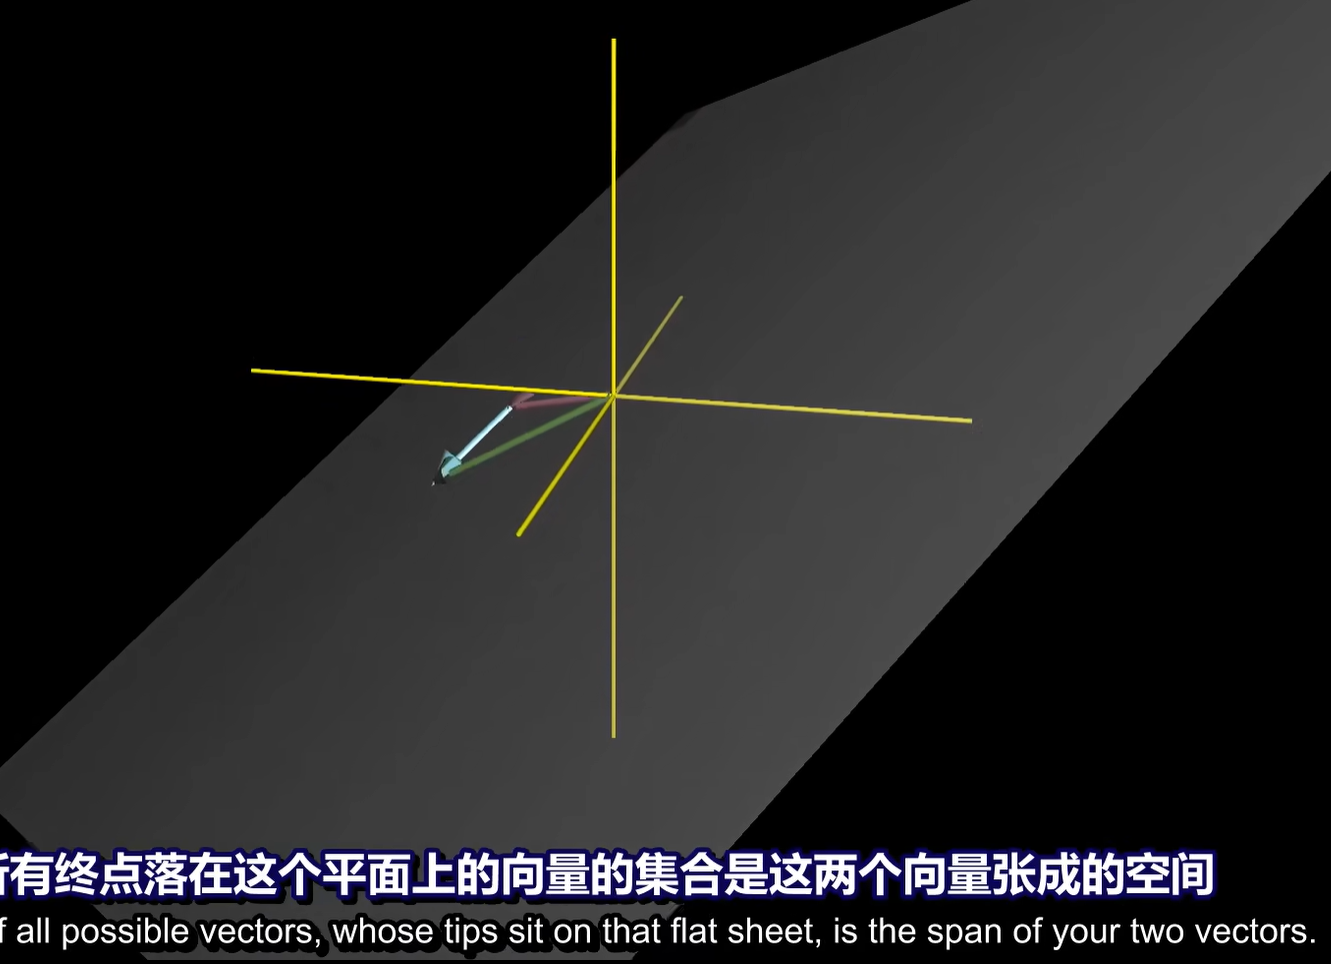 有终点落在这个平面上的向量的集合是这两个向量张成的空间
all possible vectors, whose tips sit on that flat sheet, is the span of your two vectors.